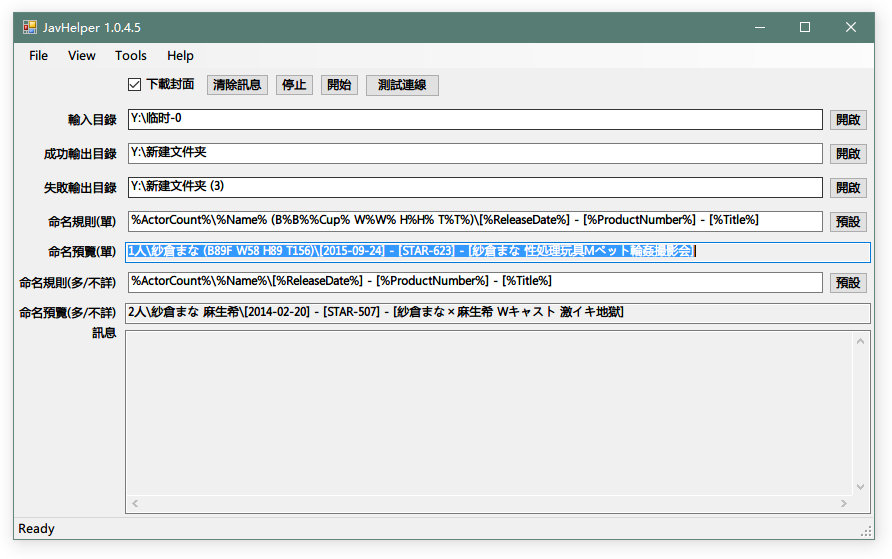 JavHelper 1.0.4.5
File View Tools Help
下載封面 清除訊息 停止 開始 測試連線
輸入目錄 Y:\临时-0 開啟
成功輸出目錄 Y:\新建文件夹 開啟
失敗輸出目錄 Y:\新建文件夹 (3) 開啟
命名規則(單) %ActorCount%\%Name% (B%B%%Cup% W%W% H%H% T%T%)\[%ReleaseDate%] - [%ProductNumber%] - [%Title%] 預設
命名預覽(單) 1人\紗倉まな (B89F W58 H89 T156)\[2015-09-24] - [STAR-623] - [紗倉まな 性処理玩具Mペット輪姦撮影会]
命名規則(多/不詳) %ActorCount%\%Name%\[%ReleaseDate%] - [%ProductNumber%] - [%Title%] 預設
命名預覽(多/不詳) 2人\紗倉まな 麻生希\[2014-02-20] - [STAR-507] - [紗倉まな×麻生希 Wキャスト 激イキ地獄]
訊息
Ready